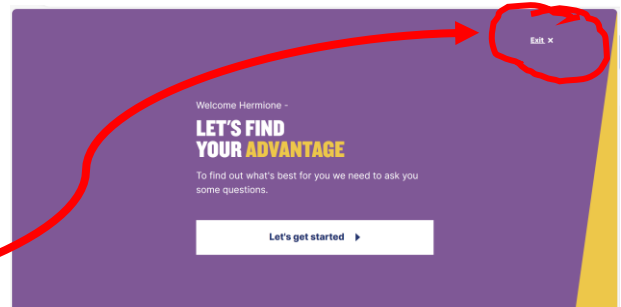 Exit ×
Welcome Hermione -
LET'S FIND
YOUR ADVANTAGE
To find out what's best for you we need to ask you
some questions.
Let's get started